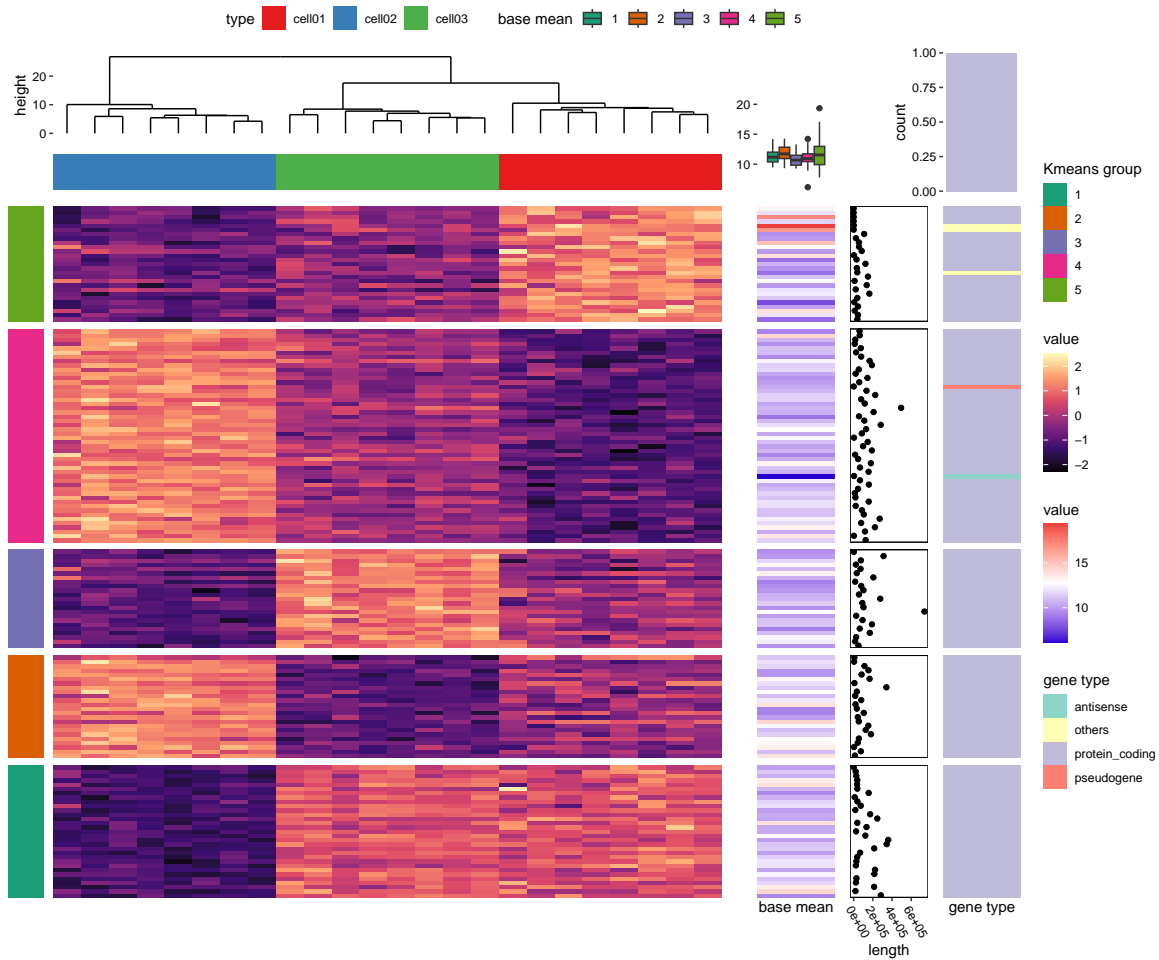 type cell01 cell02 cell03 base mean 1 2 3 4 5
height
20
10
0
20
15
10
count
1.00
0.75
0.50
0.25
0.00
Kmeans group
1
2
3
4
5
value
2
1
0
−1
−2
value
15
10
gene type
antisense
others
protein_coding
pseudogene
base mean
0e+00
2e+05
4e+05
6e+05
length
gene type